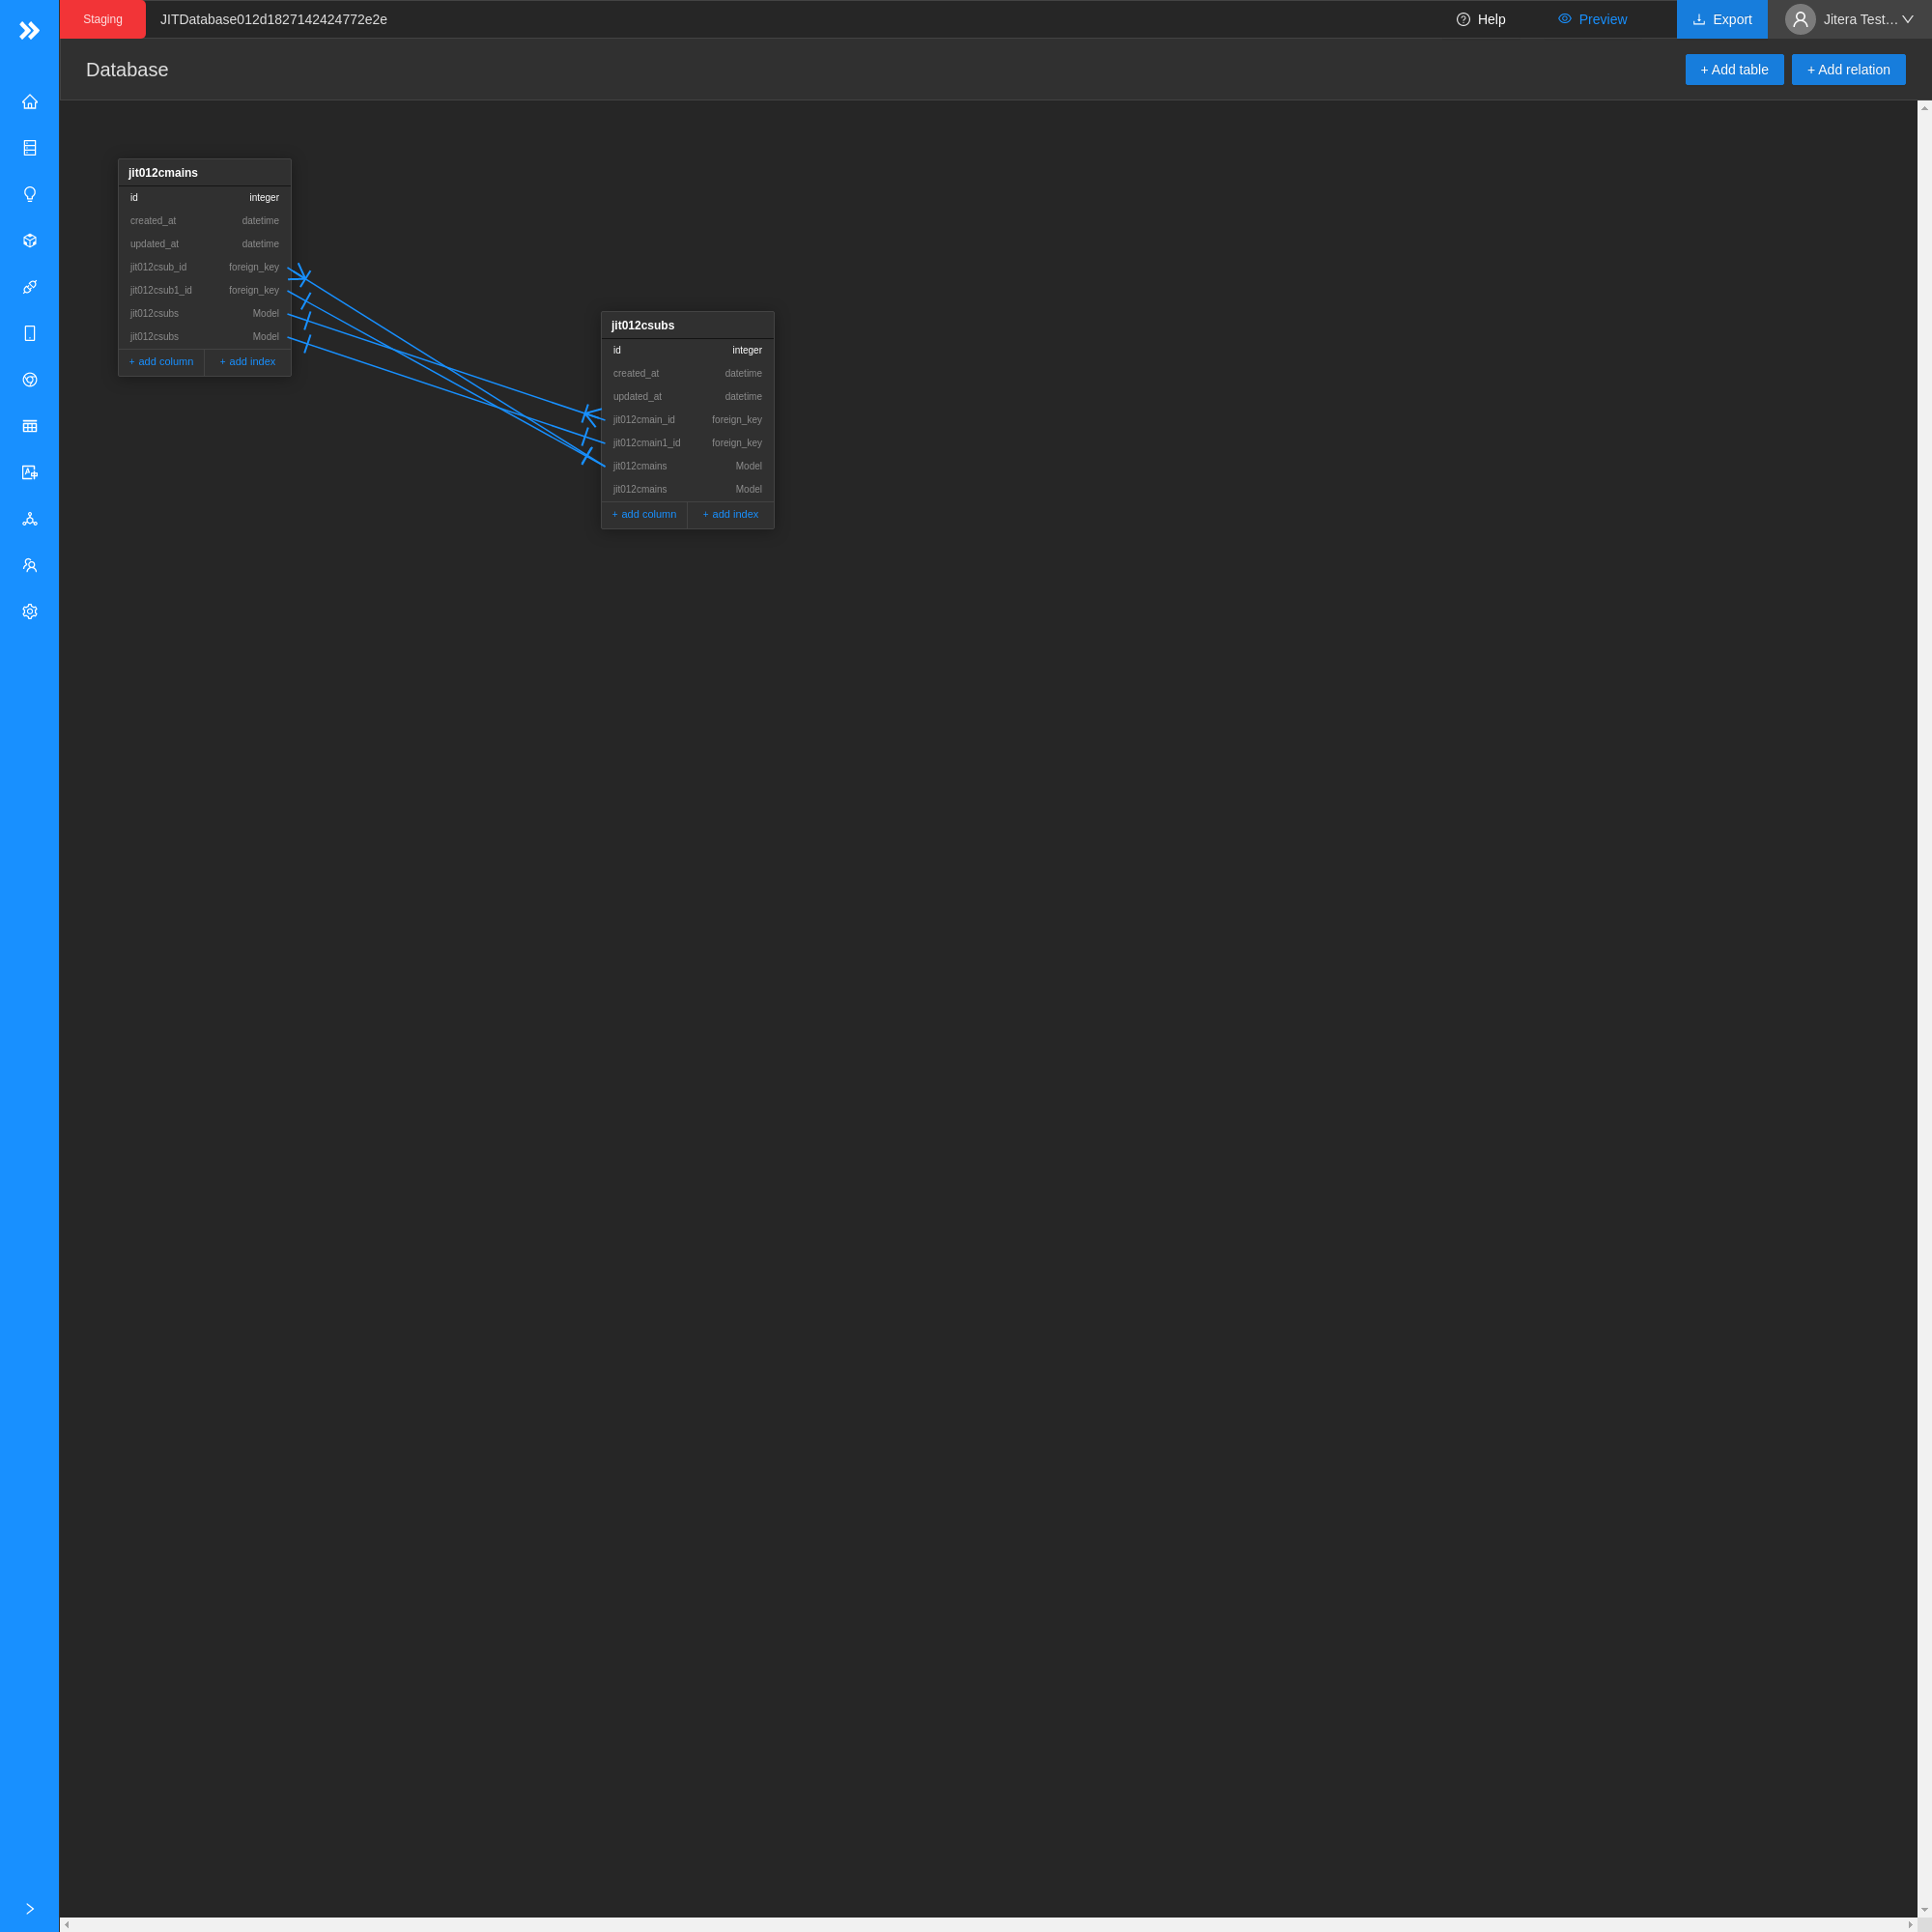 Staging JITDatabase012d1827142424772e2e Help Preview Export Jitera Test…
Database + Add table + Add relation
jit012cmains
id integer
created_at datetime
updated_at datetime
jit012csub_id foreign_key
jit012csub1_id foreign_key
jit012csubs Model
jit012csubs Model
+ add column + add index
jit012csubs
id integer
created_at datetime
updated_at datetime
jit012cmain_id foreign_key
jit012cmain1_id foreign_key
jit012cmains Model
jit012cmains Model
+ add column + add index